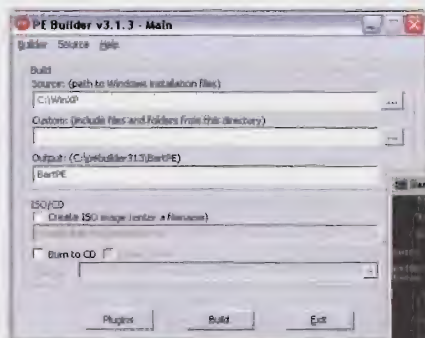 PE Builder v3.1.3 - Main
Builder Source Help
Build
Source: (path to Windows installation files)
C:\WinXP
...
Custom: (include files and folders from this directory)
...
Output: (C:\pebuilder313\BartPE)
BartPE
ISO/CD
Create ISO image (enter a filename)
Burn to CD
Plugins Build Exit